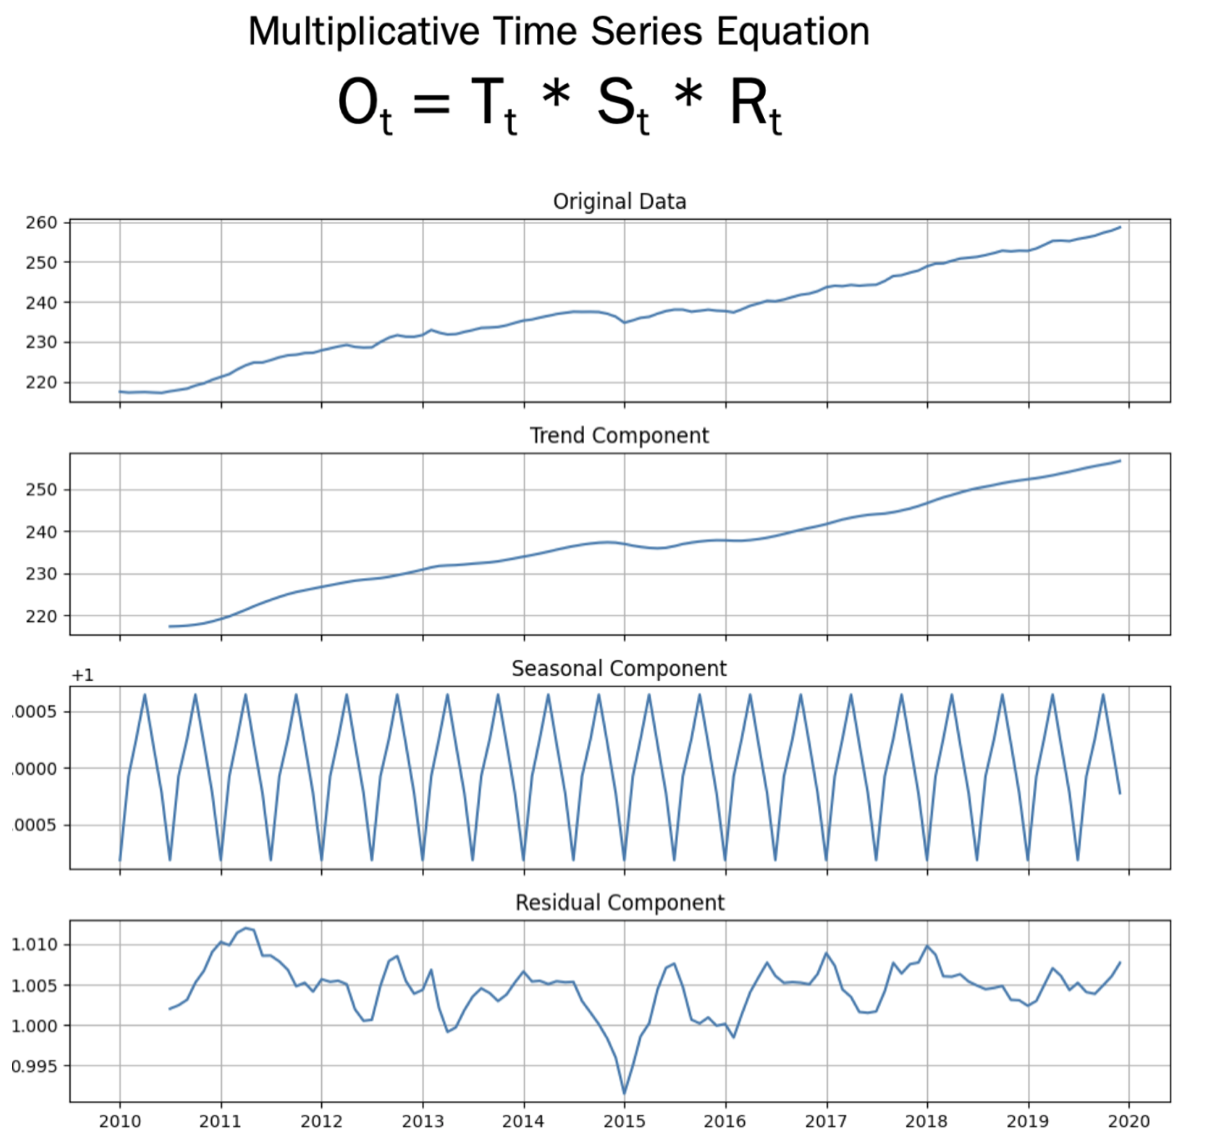 Multiplicative Time Series Equation
Oₜ = Tₜ * Sₜ * Rₜ
Original Data
260
250
240
230
220
Trend Component
250
240
230
220
+1
Seasonal Component
.0005
.0000
.0005
Residual Component
1.010
1.005
1.000
0.995
2010 2011 2012 2013 2014 2015 2016 2017 2018 2019 2020